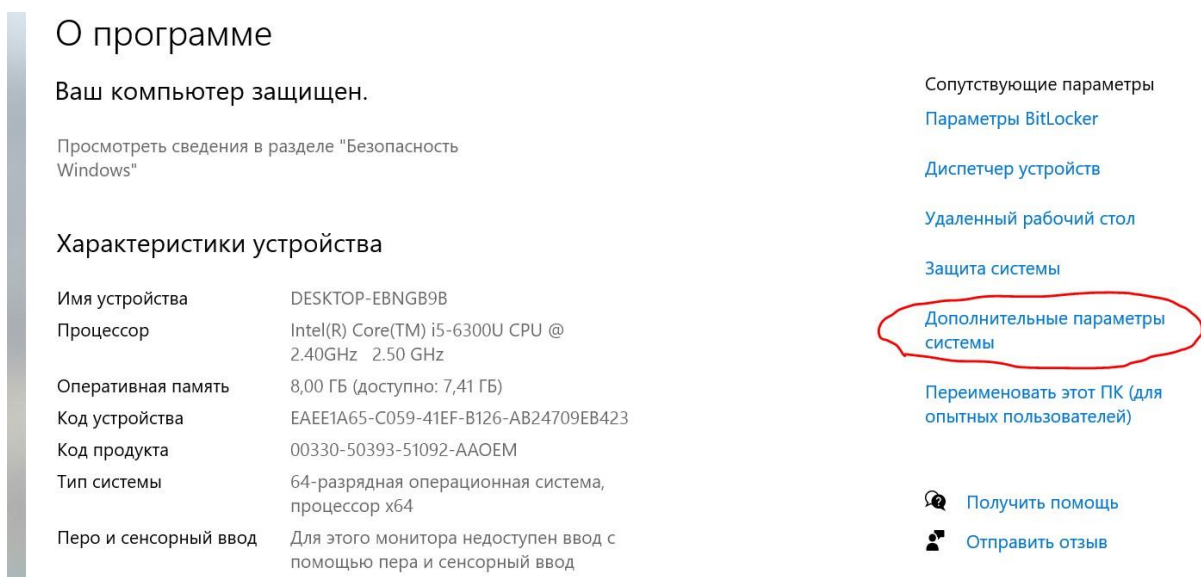 О программе
Ваш компьютер защищен.
Просмотреть сведения в разделе "Безопасность
Windows"
Характеристики устройства
Имя устройства DESKTOP-EBNGB9B
Процессор Intel(R) Core(TM) i5-6300U CPU @
2.40GHz 2.50 GHz
Оперативная память 8,00 ГБ (доступно: 7,41 ГБ)
Код устройства EAEE1A65-C059-41EF-B126-AB24709EB423
Код продукта 00330-50393-51092-AAOEM
Тип системы 64-разрядная операционная система,
процессор x64
Перо и сенсорный ввод Для этого монитора недоступен ввод с
помощью пера и сенсорный ввод
Сопутствующие параметры
Параметры BitLocker
Диспетчер устройств
Удаленный рабочий стол
Защита системы
Дополнительные параметры
системы
Переименовать этот ПК (для
опытных пользователей)
Получить помощь
Отправить отзыв